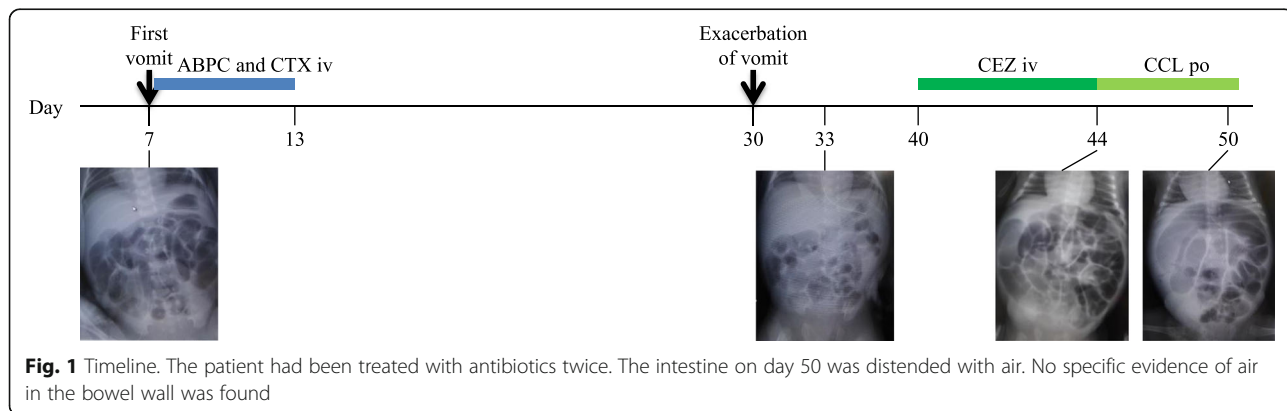 First
vomit
ABPC and CTX iv
Exacerbation
of vomit
CEZ iv
CCL po
Day
7
13
30
33
40
44
50
Fig. 1 Timeline. The patient had been treated with antibiotics twice. The intestine on day 50 was distended with air. No specific evidence of air
in the bowel wall was found